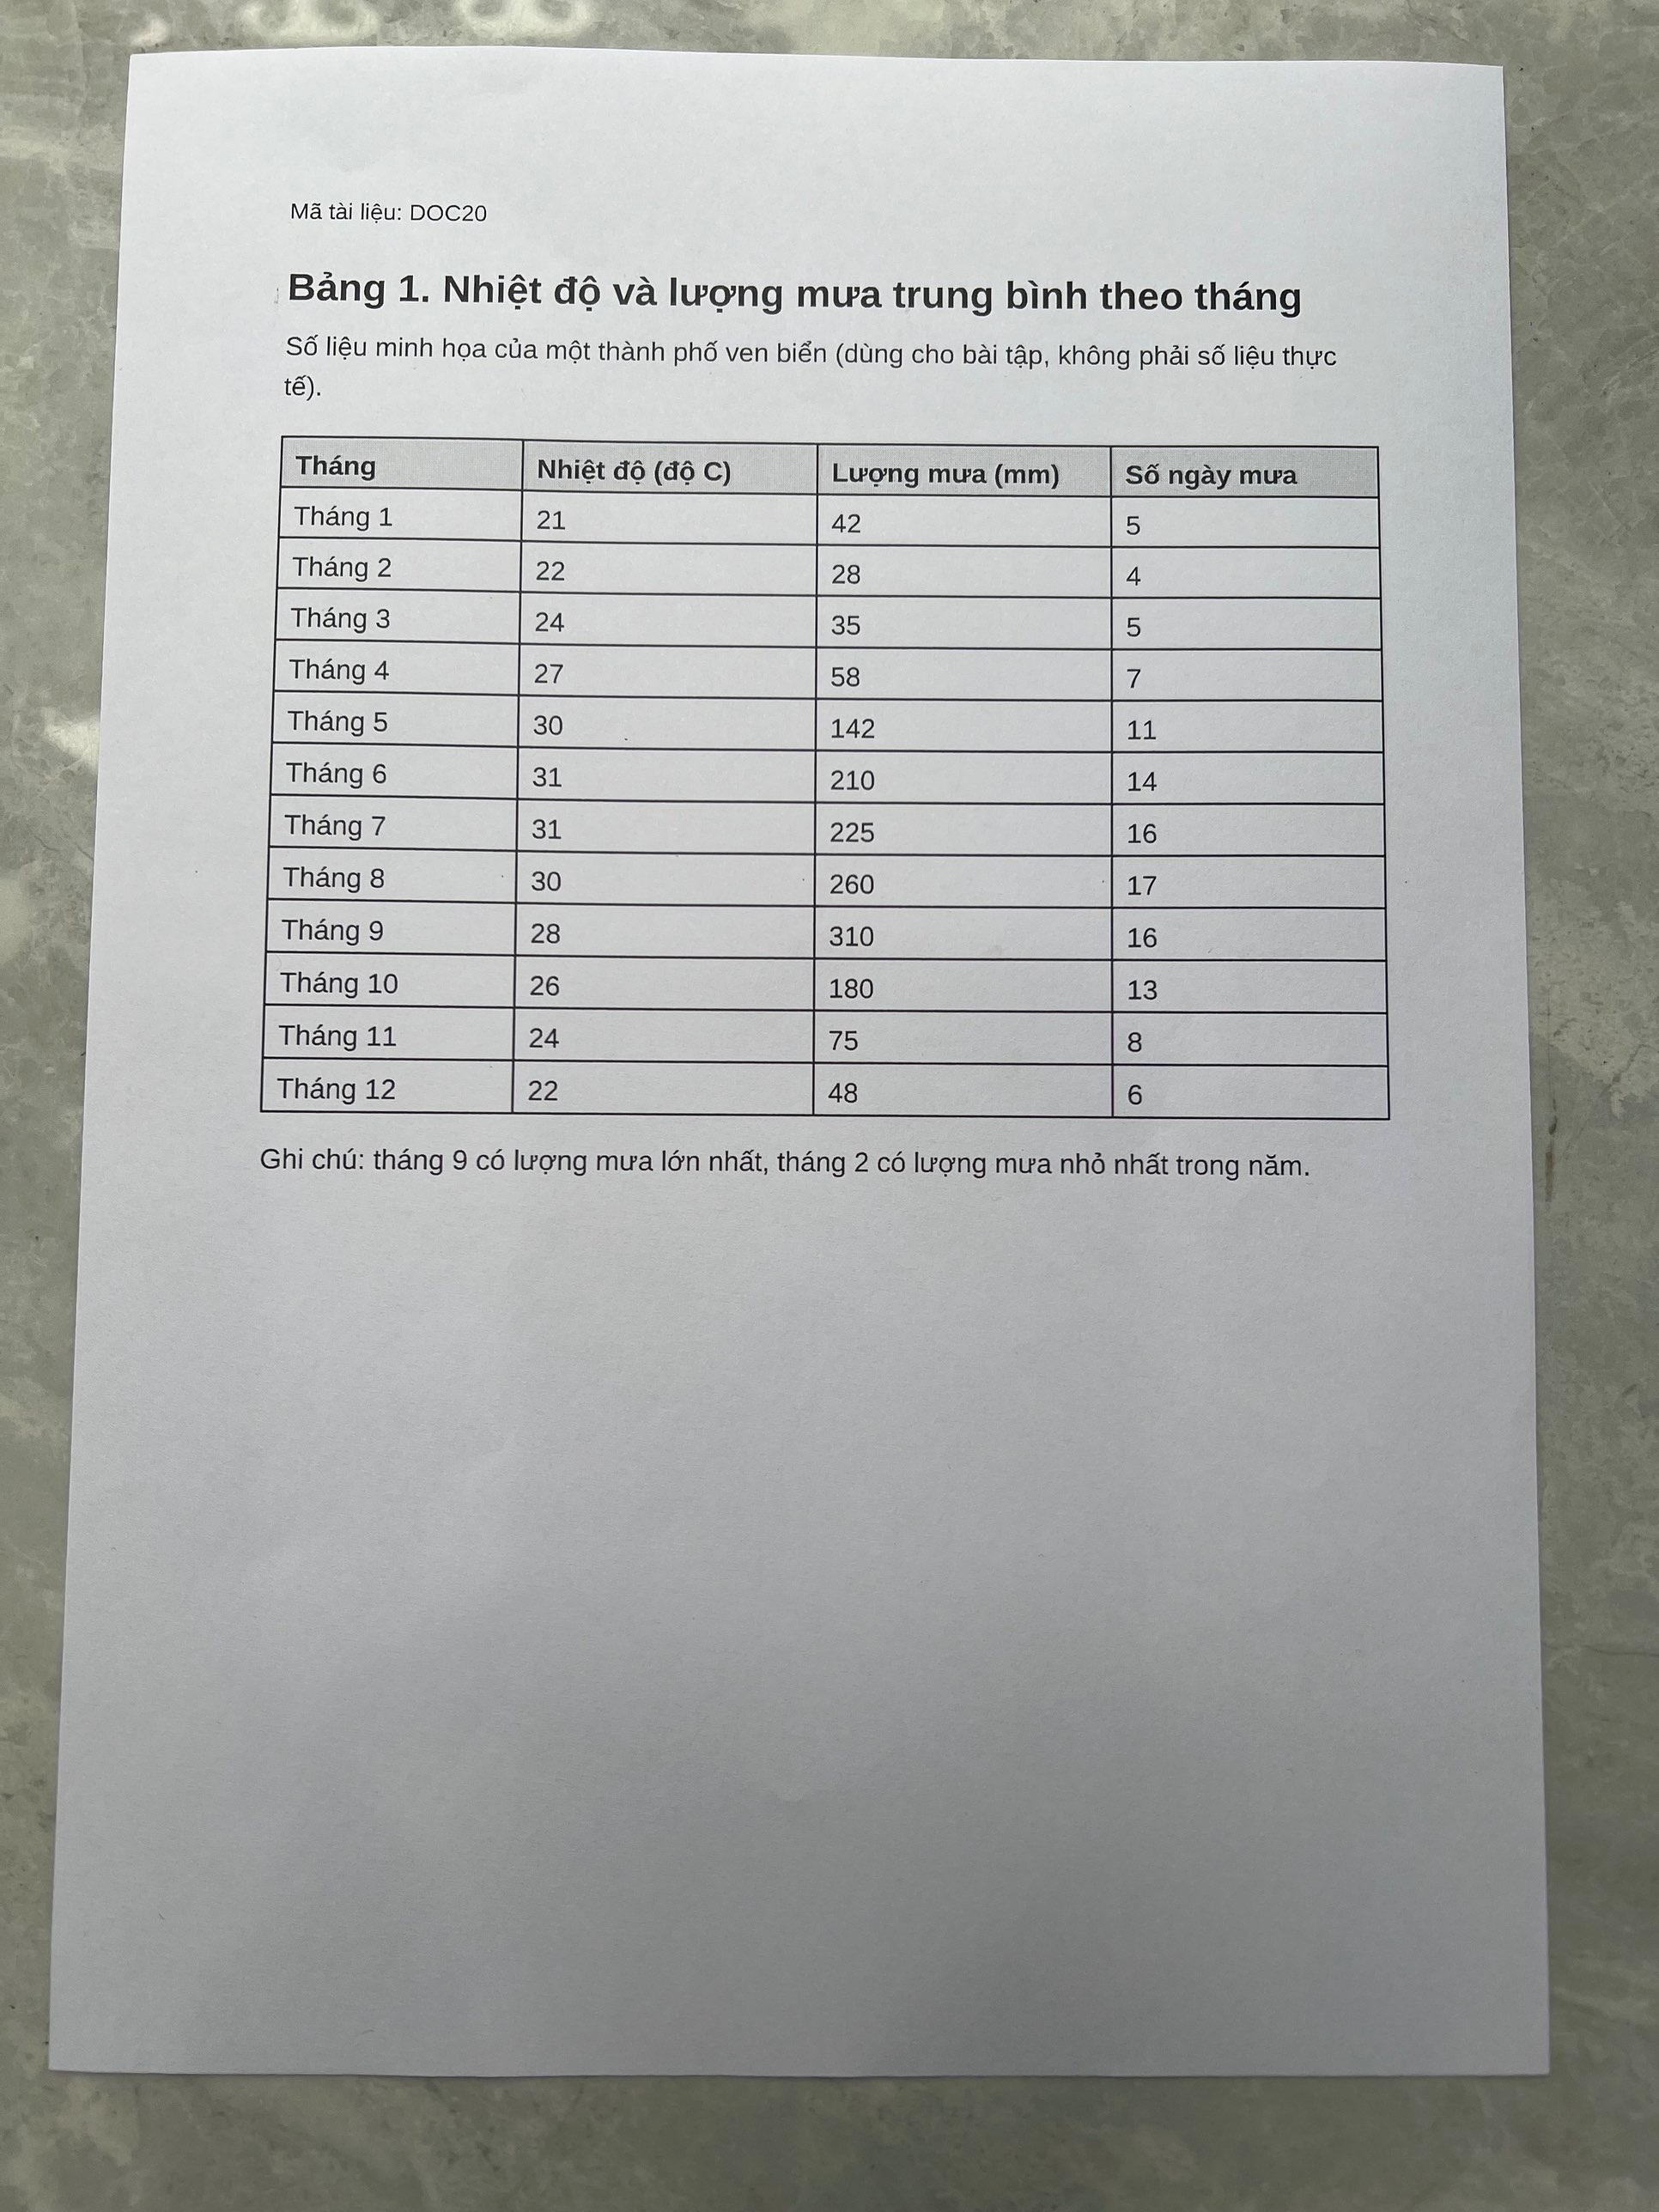 Mã tài liệu: DOC20
Bảng 1. Nhiệt độ và lượng mưa trung bình theo tháng
Số liệu minh họa của một thành phố ven biển (dùng cho bài tập, không phải số liệu thực
tế).
Tháng Nhiệt độ (độ C) Lượng mưa (mm) Số ngày mưa
Tháng 1 21 42 5
Tháng 2 22 28 4
Tháng 3 24 35 5
Tháng 4 27 58 7
Tháng 5 30 142 11
Tháng 6 31 210 14
Tháng 7 31 225 16
Tháng 8 30 260 17
Tháng 9 28 310 16
Tháng 10 26 180 13
Tháng 11 24 75 8
Tháng 12 22 48 6
Ghi chú: tháng 9 có lượng mưa lớn nhất, tháng 2 có lượng mưa nhỏ nhất trong năm.